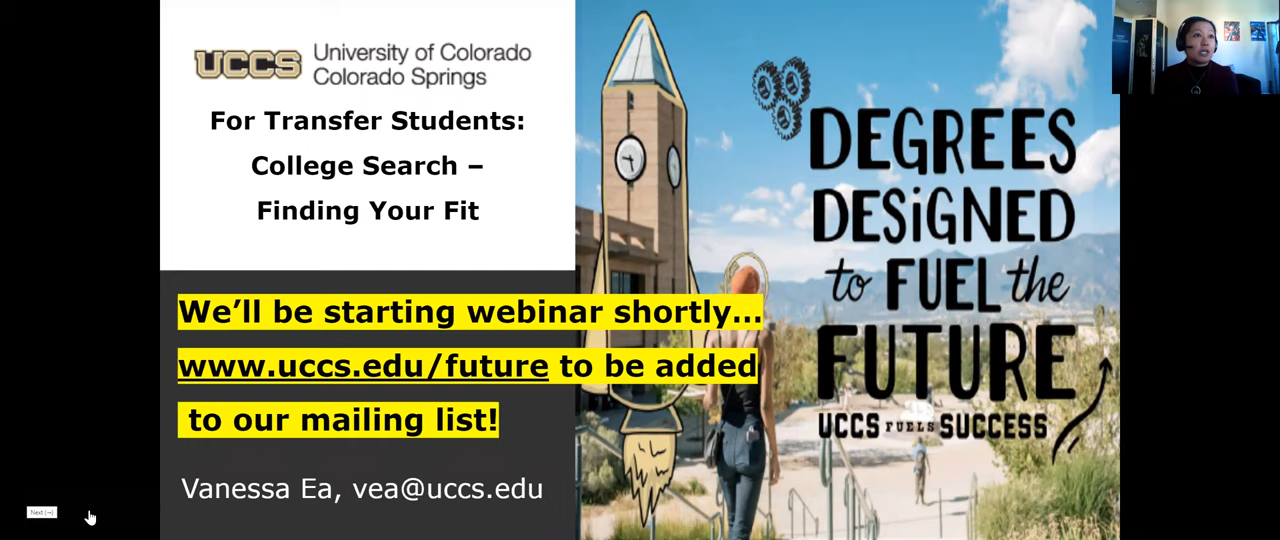 UCCS
University of Colorado
Colorado Springs
For Transfer Students:
College Search –
Finding Your Fit
We’ll be starting webinar shortly…
www.uccs.edu/future to be added
to our mailing list!
Vanessa Ea, vea@uccs.edu
DEGREES
DESiGNED
to FUEL the
FUTURE
UCCS FUELS SUCCESS
Next (→)